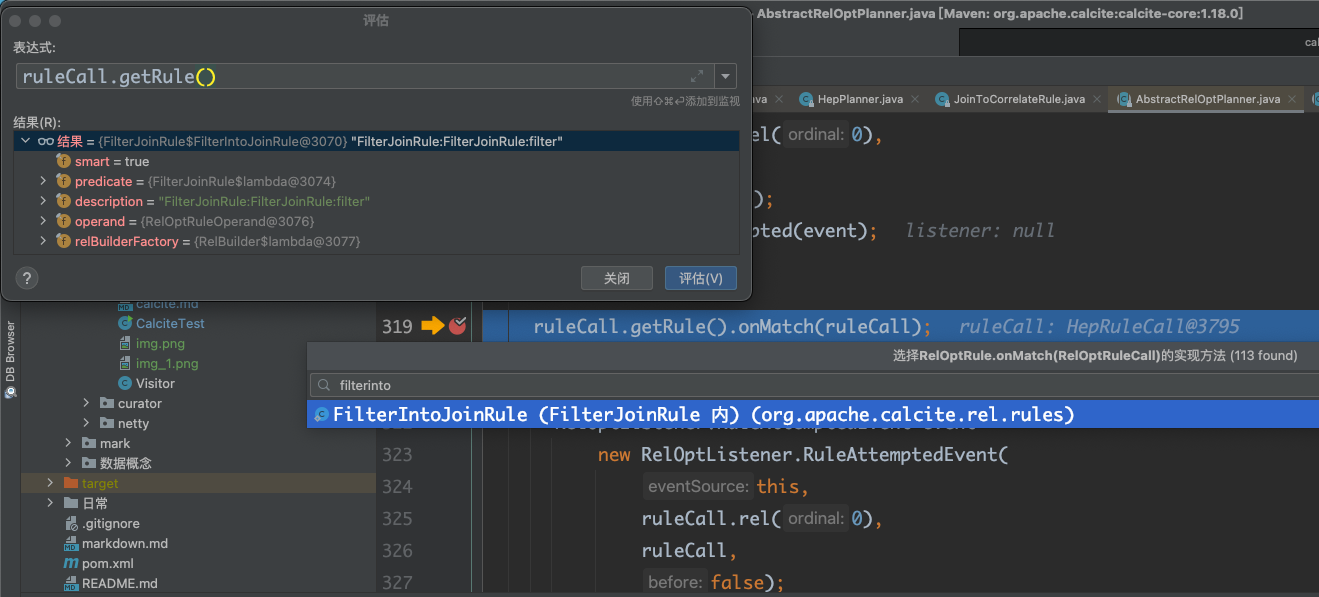 评估
AbstractRelOptPlanner.java [Maven: org.apache.calcite:calcite-core:1.18.0]
表达式:
ruleCall.getRule()
使用⇧⌘⏎添加到监视
结果(R):
结果 = {FilterJoinRule$FilterIntoJoinRule@3070} "FilterJoinRule:FilterJoinRule:filter"
smart = true
predicate = {FilterJoinRule$lambda@3074}
description = "FilterJoinRule:FilterJoinRule:filter"
operand = {RelOptRuleOperand@3076}
relBuilderFactory = {RelBuilder$lambda@3077}
?
关闭
评估(V)
cal
va
HepPlanner.java
JoinToCorrelateRule.java
AbstractRelOptPlanner.java
el( ordinal: 0),
);
pted(event); listener: null
319
ruleCall.getRule().onMatch(ruleCall); ruleCall: HepRuleCall@3795
选择RelOptRule.onMatch(RelOptRuleCall)的实现方法 (113 found)
filterinto
FilterIntoJoinRule (FilterJoinRule 内) (org.apache.calcite.rel.rules)
323 new RelOptListener.RuleAttemptedEvent(
324 eventSource: this,
325 ruleCall.rel( ordinal: 0),
326 ruleCall,
327 before: false);
DB Browser
calcite.md
CalciteTest
img.png
img_1.png
Visitor
curator
netty
mark
数据概念
target
日常
.gitignore
markdown.md
pom.xml
README.md